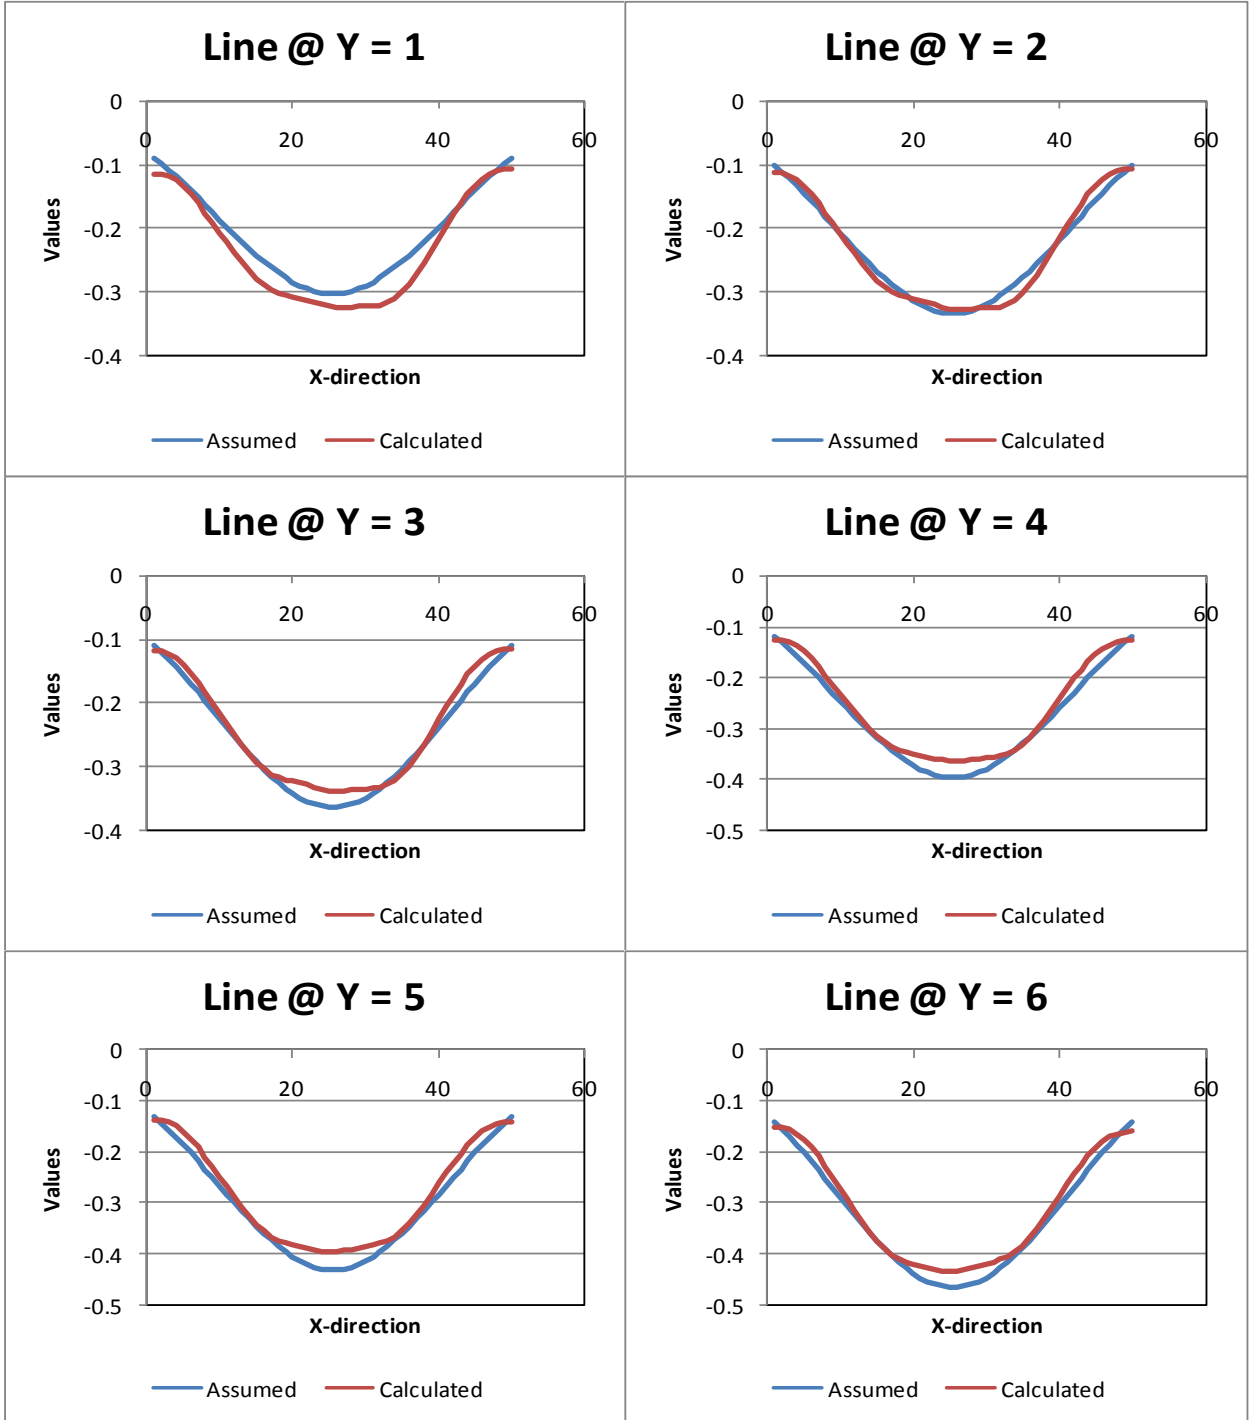 Line @ Y = 1
0
0 20 40 60
-0.1
-0.2
-0.3
-0.4
Values
X-direction
Assumed Calculated
Line @ Y = 2
0
0 20 40 60
-0.1
-0.2
-0.3
-0.4
Values
X-direction
Assumed Calculated
Line @ Y = 3
0
0 20 40 60
-0.1
-0.2
-0.3
-0.4
Values
X-direction
Assumed Calculated
Line @ Y = 4
0
0 20 40 60
-0.1
-0.2
-0.3
-0.4
-0.5
Values
X-direction
Assumed Calculated
Line @ Y = 5
0
0 20 40 60
-0.1
-0.2
-0.3
-0.4
-0.5
Values
X-direction
Assumed Calculated
Line @ Y = 6
0
0 20 40 60
-0.1
-0.2
-0.3
-0.4
-0.5
Values
X-direction
Assumed Calculated